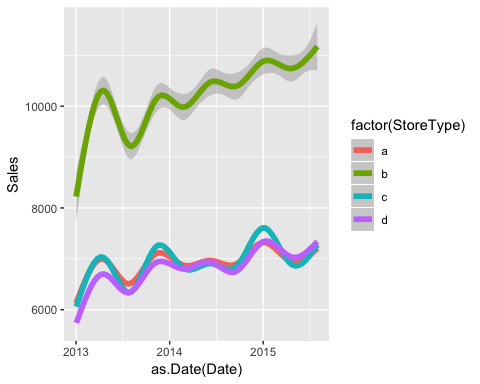 Sales
10000
8000
6000
2013 2014 2015
as.Date(Date)
factor(StoreType)
a
b
c
d